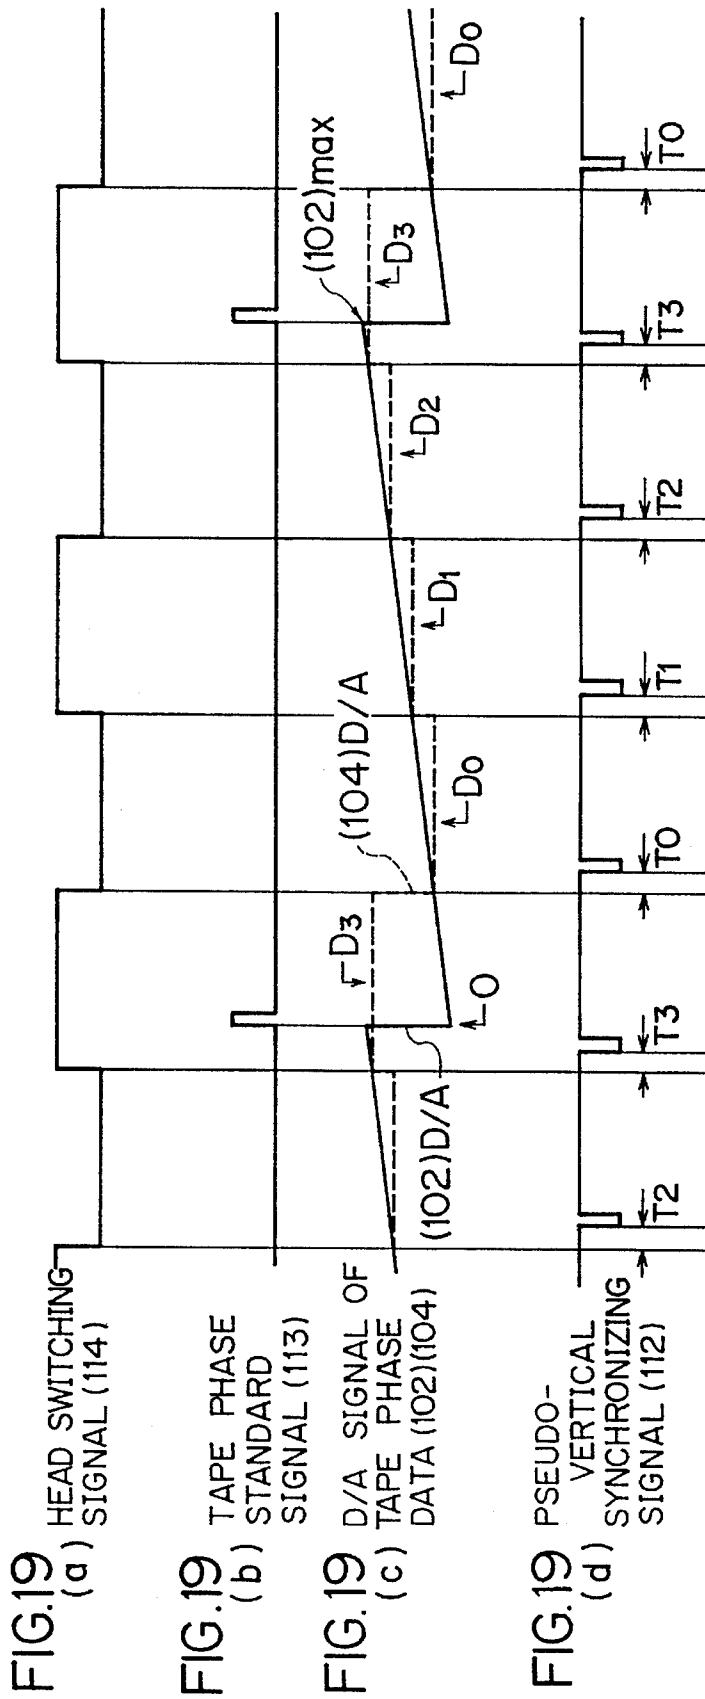 FIG.19
(a)
HEAD SWITCHING
SIGNAL (114)
FIG.19
(b)
TAPE PHASE
STANDARD
SIGNAL (113)
FIG.19
(c)
D/A SIGNAL OF
TAPE PHASE
DATA (102)(104)
(102)D/A
O
D3
(104)D/A
D0
D1
D2
(102)max
D3
D0
FIG.19
(d)
PSEUDO-
VERTICAL
SYNCHRONIZING
SIGNAL (112)
T2
T3
T0
T1
T2
T3
T0